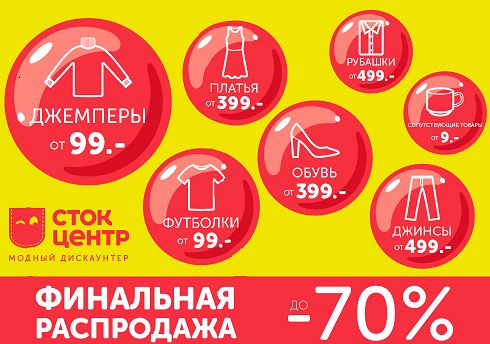 ДЖЕМПЕРЫ
от 99.-
ПЛАТЬЯ
от 399.-
РУБАШКИ
от 499.-
СОПУТСТВУЮЩИЕ ТОВАРЫ
от 9.-
ОБУВЬ
от 399.-
ФУТБОЛКИ
от 99.-
ДЖИНСЫ
от 499.-
СТОК
ЦЕНТР
МОДНЫЙ ДИСКАУНТЕР
ФИНАЛЬНАЯ
РАСПРОДАЖА
ДО -70%